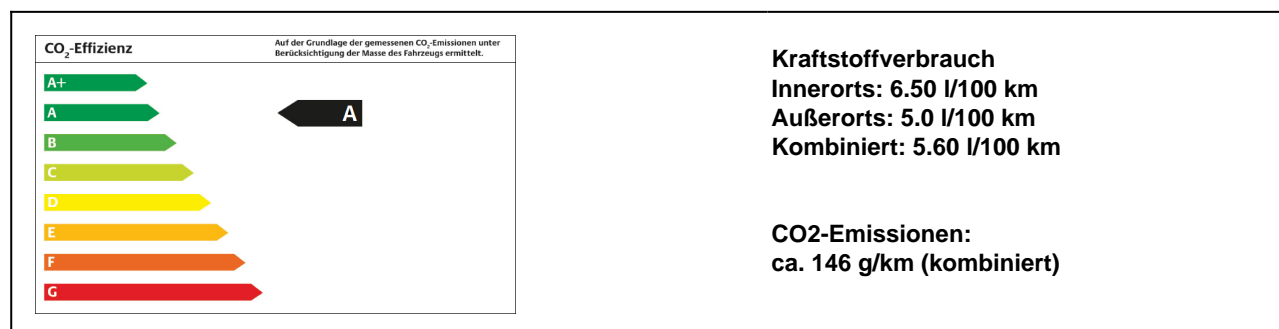 CO2-Effizienz
Auf der Grundlage der gemessenen CO2-Emissionen unter
Berücksichtigung der Masse des Fahrzeugs ermittelt.
A+
A
A
B
C
D
E
F
G
Kraftstoffverbrauch
Innerorts: 6.50 l/100 km
Außerorts: 5.0 l/100 km
Kombiniert: 5.60 l/100 km
CO2-Emissionen:
ca. 146 g/km (kombiniert)